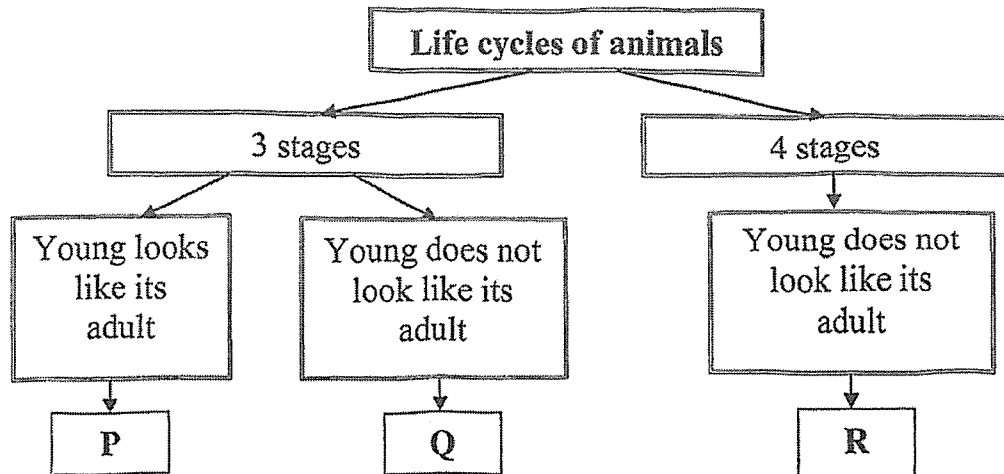 Life cycles of animals
3 stages
4 stages
Young looks
like its
adult
Young does not
look like its
adult
Young does not
look like its
adult
P
Q
R